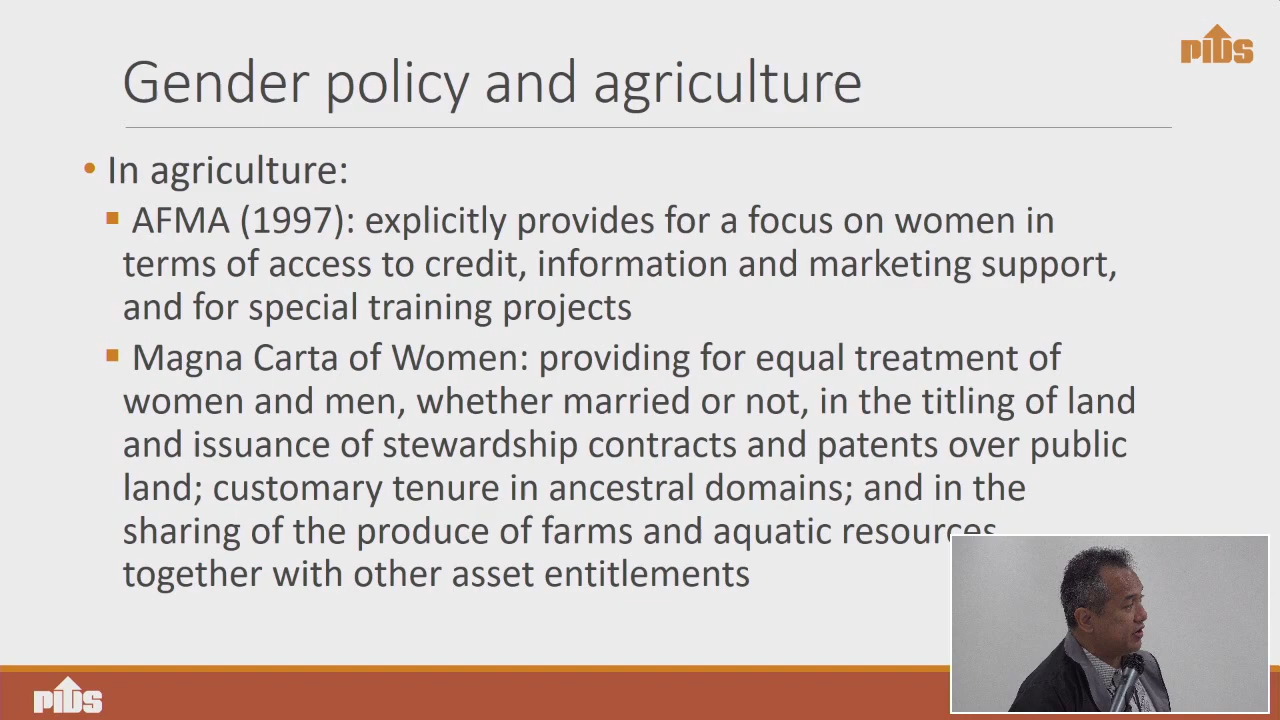 PIDS
Gender policy and agriculture
• In agriculture:
▪ AFMA (1997): explicitly provides for a focus on women in
terms of access to credit, information and marketing support,
and for special training projects
▪ Magna Carta of Women: providing for equal treatment of
women and men, whether married or not, in the titling of land
and issuance of stewardship contracts and patents over public
land; customary tenure in ancestral domains; and in the
sharing of the produce of farms and aquatic resources
together with other asset entitlements
PIDS